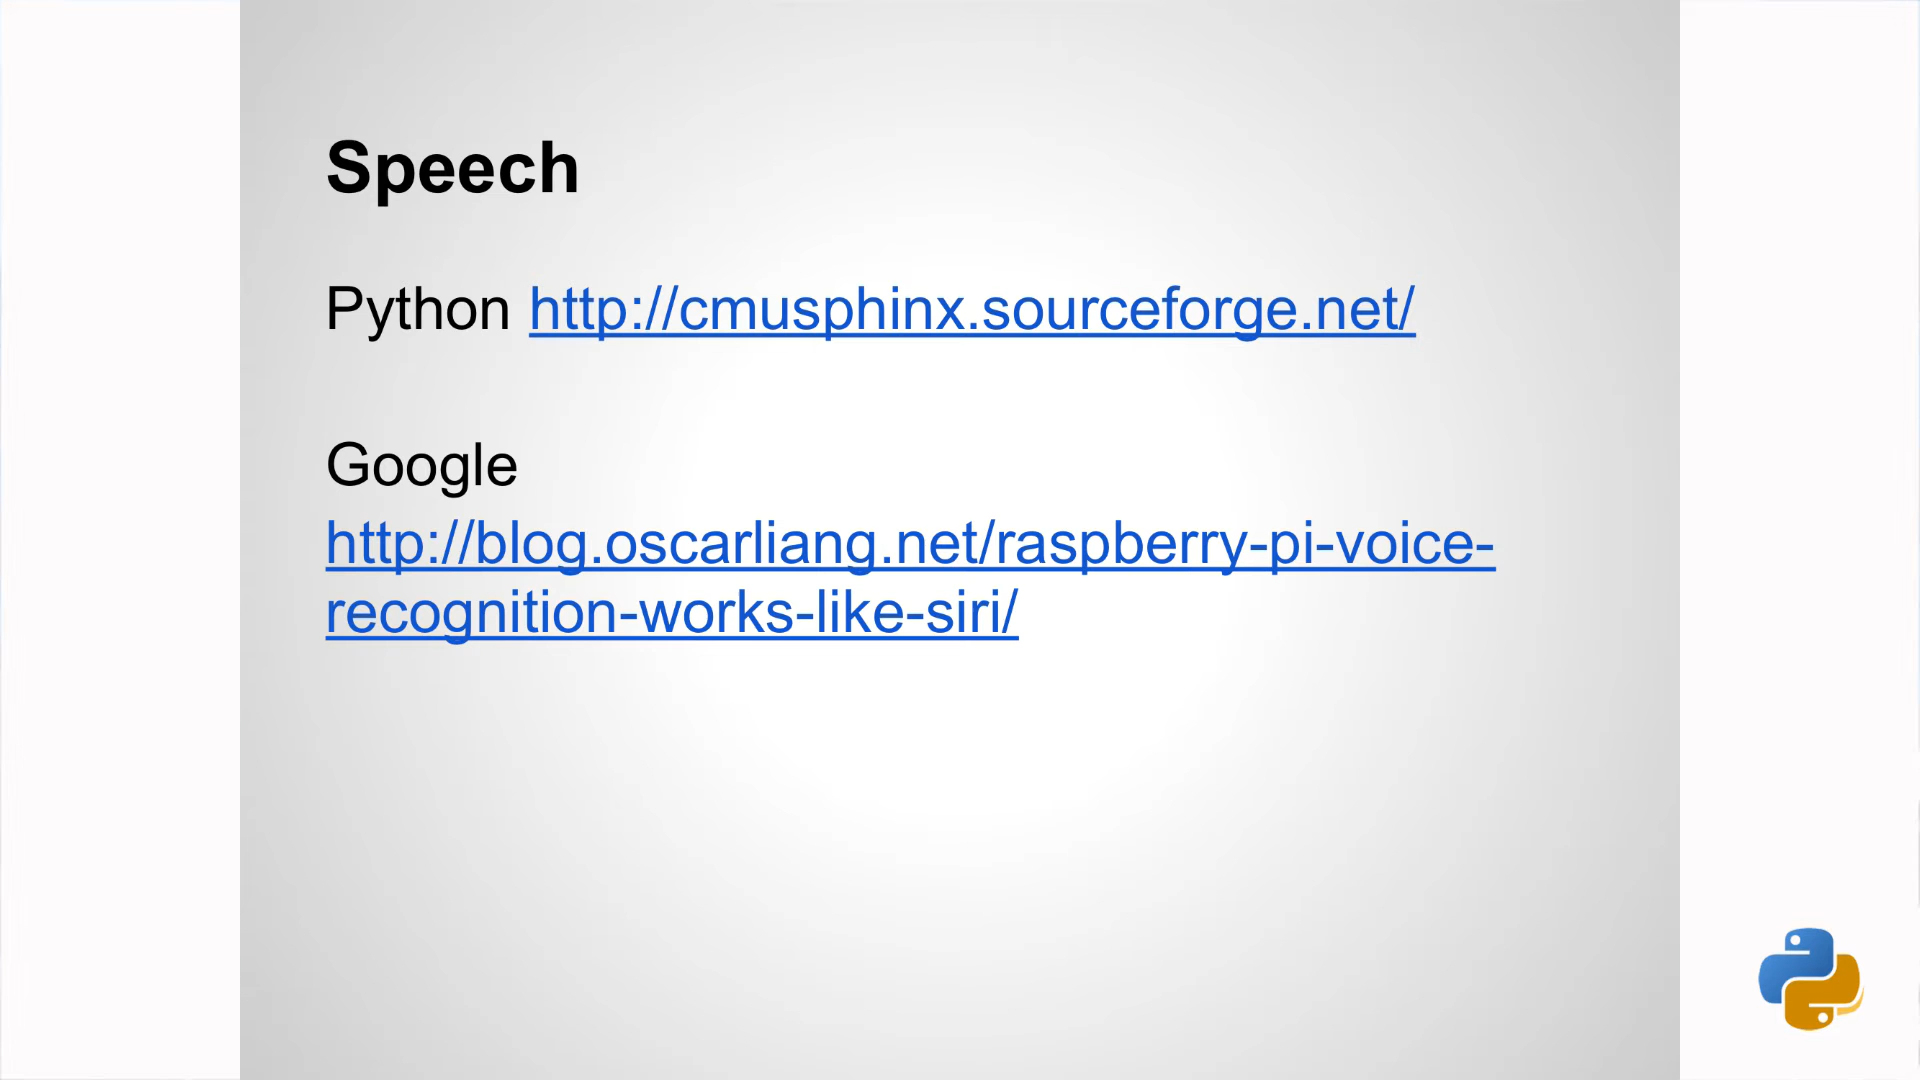 Speech
Python http://cmusphinx.sourceforge.net/
Google
http://blog.oscarliang.net/raspberry-pi-voice-
recognition-works-like-siri/